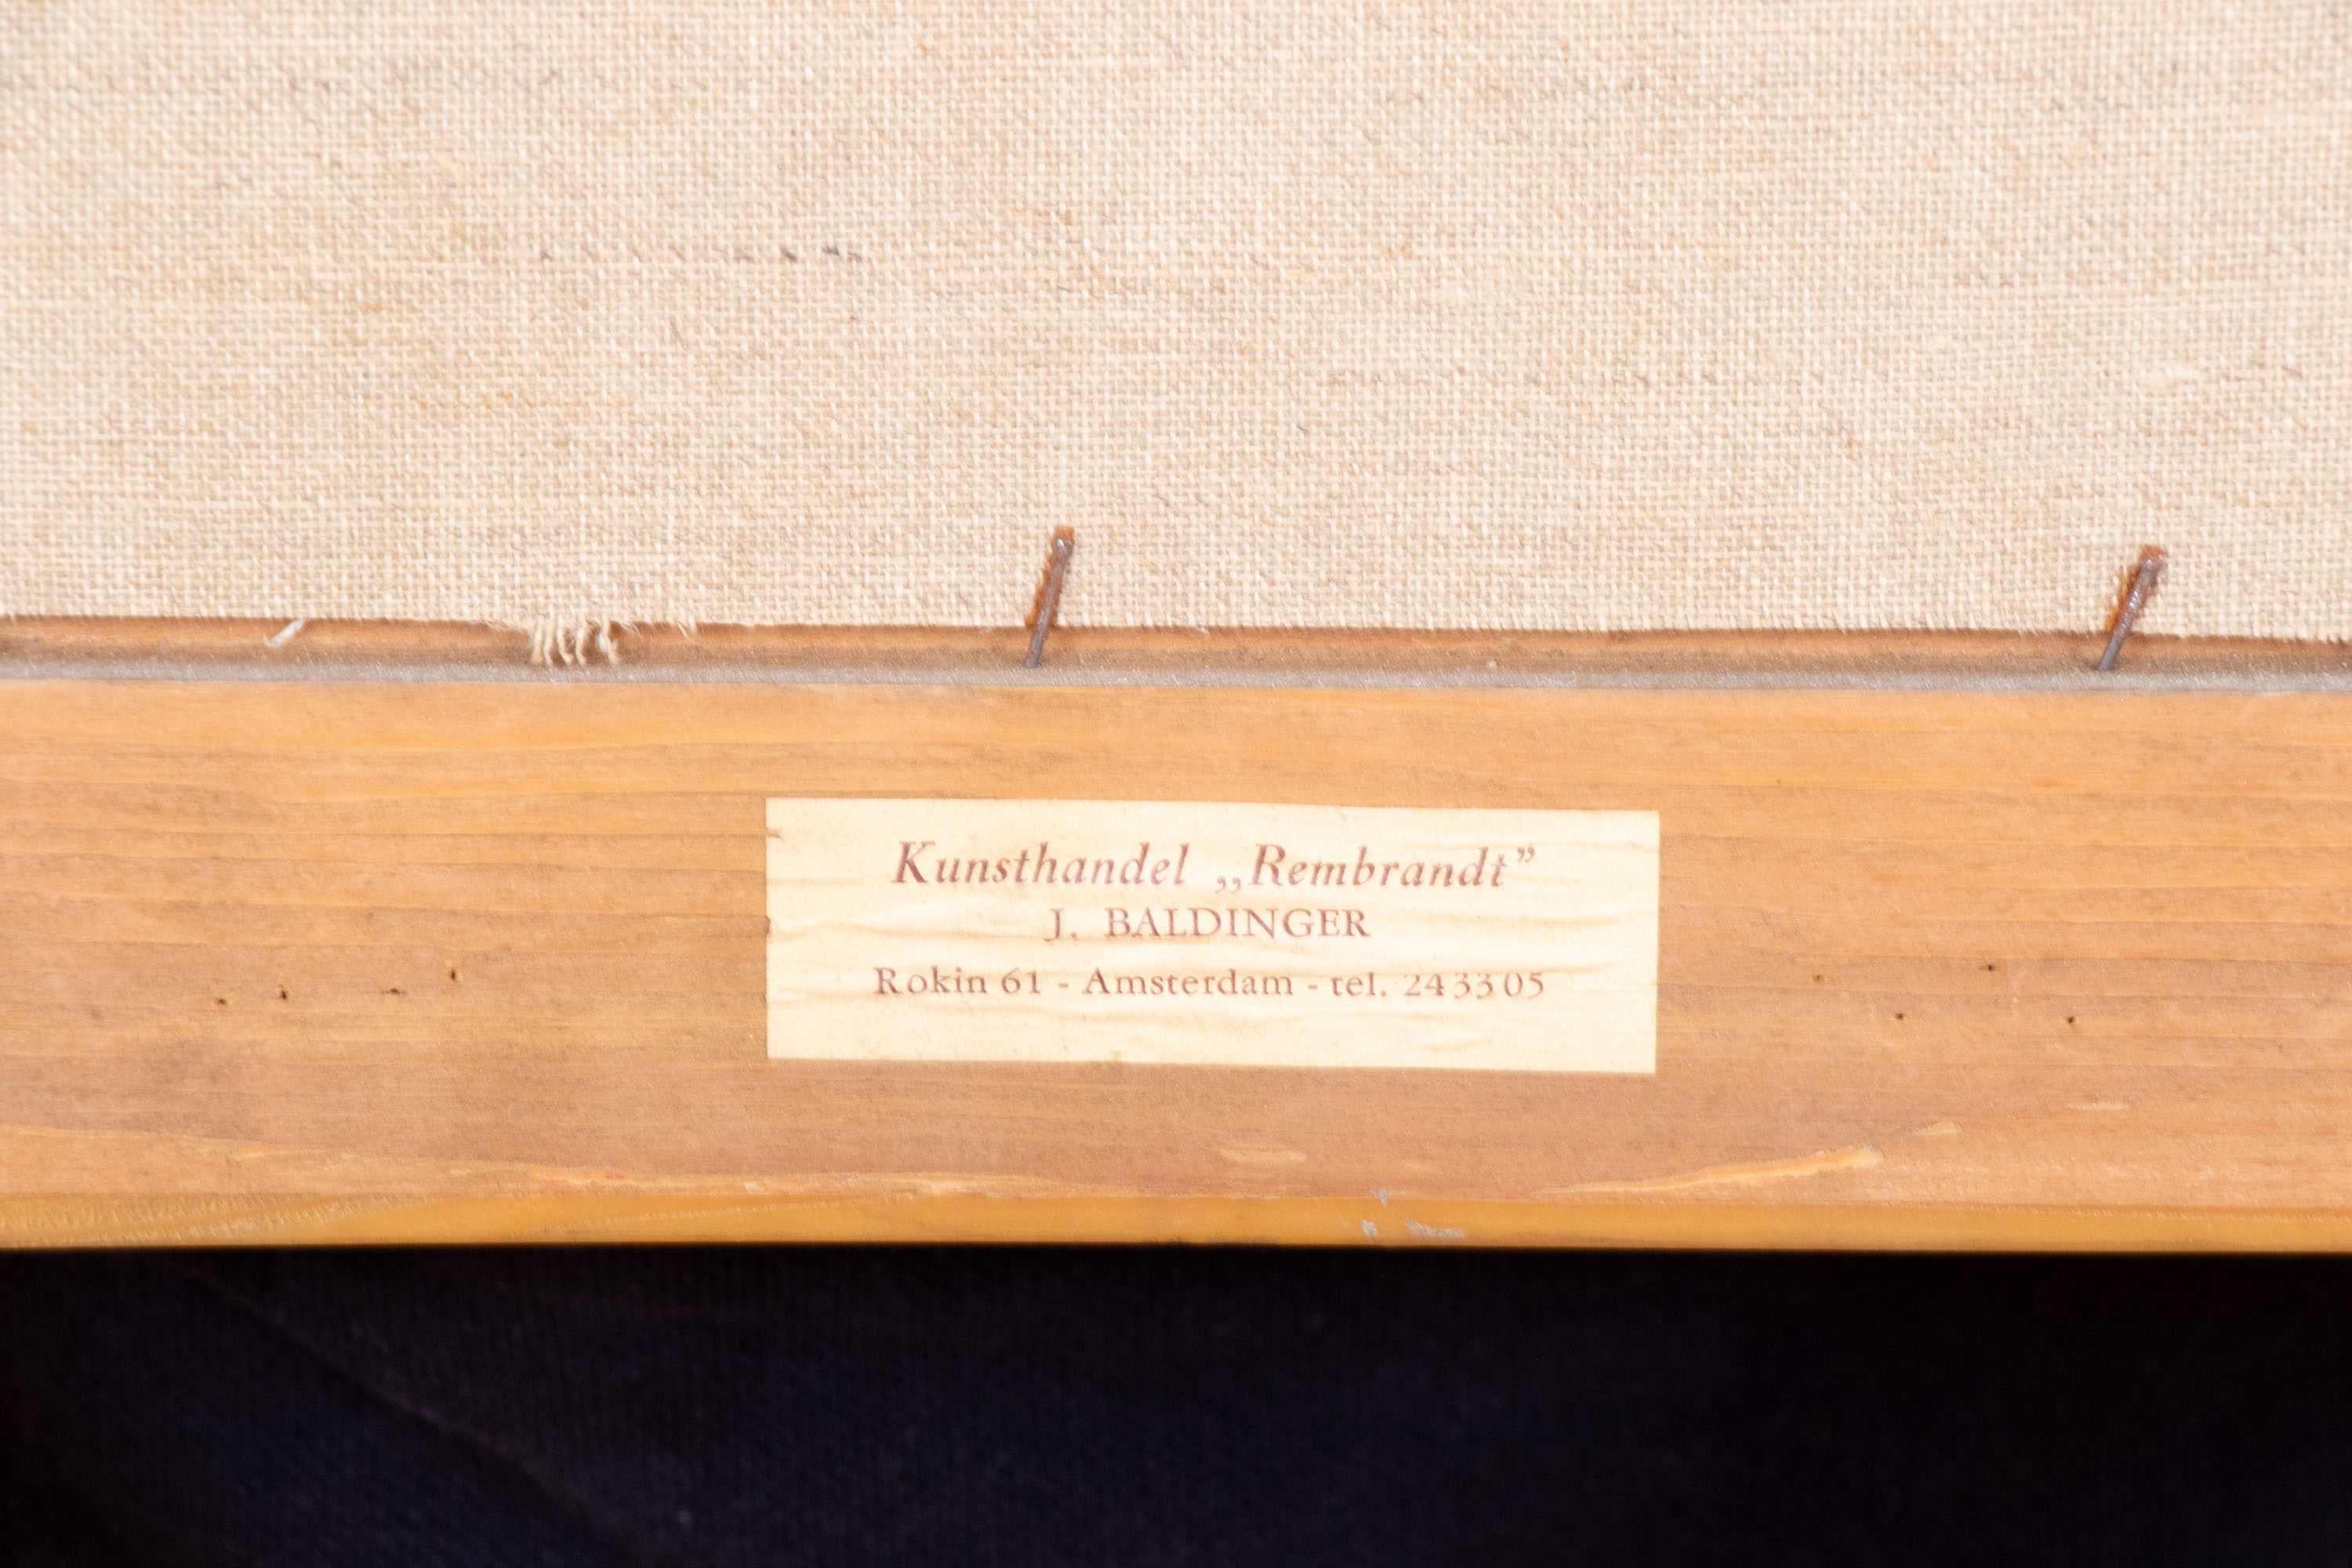 Kunsthandel „Rembrandt”
J. BALDINGER
Rokin 61 - Amsterdam - tel. 243305